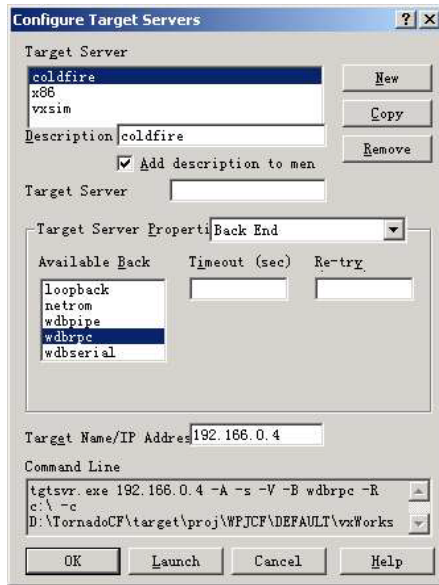 Configure Target Servers
Target Server
coldfire
x86
vxsim
New
Copy
Remove
Description coldfire
Add description to men
Target Server
Target Server Properti Back End
Available Back
Timeout (sec)
Re-try
loopback
netrom
wdbpipe
wdbrpc
wdbserial
Target Name/IP Addres 192.166.0.4
Command Line
tgtsvr.exe 192.166.0.4 -A -s -V -B wdbrpc -R
c:\ -c
D:\TornadoCF\target\proj\WPJCF\DEFAULT\vxWorks
OK
Launch
Cancel
Help